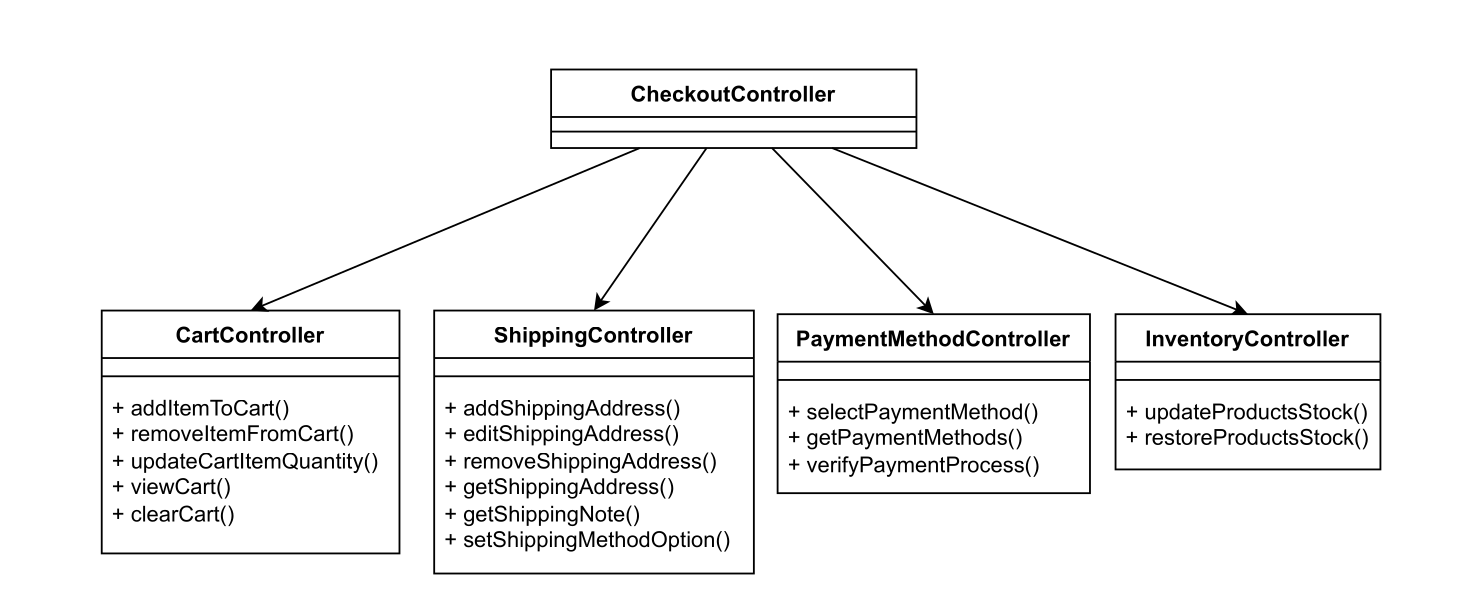 CheckoutController
CartController
+ addItemToCart()
+ removeItemFromCart()
+ updateCartItemQuantity()
+ viewCart()
+ clearCart()
ShippingController
+ addShippingAddress()
+ editShippingAddress()
+ removeShippingAddress()
+ getShippingAddress()
+ getShippingNote()
+ setShippingMethodOption()
PaymentMethodController
+ selectPaymentMethod()
+ getPaymentMethods()
+ verifyPaymentProcess()
InventoryController
+ updateProductsStock()
+ restoreProductsStock()